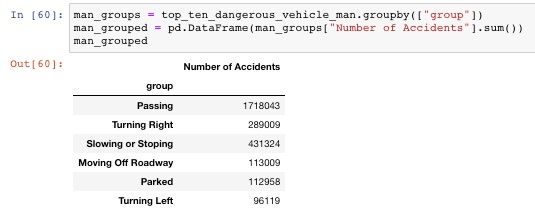 In [60]: man_groups = top_ten_dangerous_vehicle_man.groupby(["group"])
man_grouped = pd.DataFrame(man_groups["Number of Accidents"].sum())
man_grouped
Out[60]:
Number of Accidents
group
Passing 1718043
Turning Right 289009
Slowing or Stoping 431324
Moving Off Roadway 113009
Parked 112958
Turning Left 96119